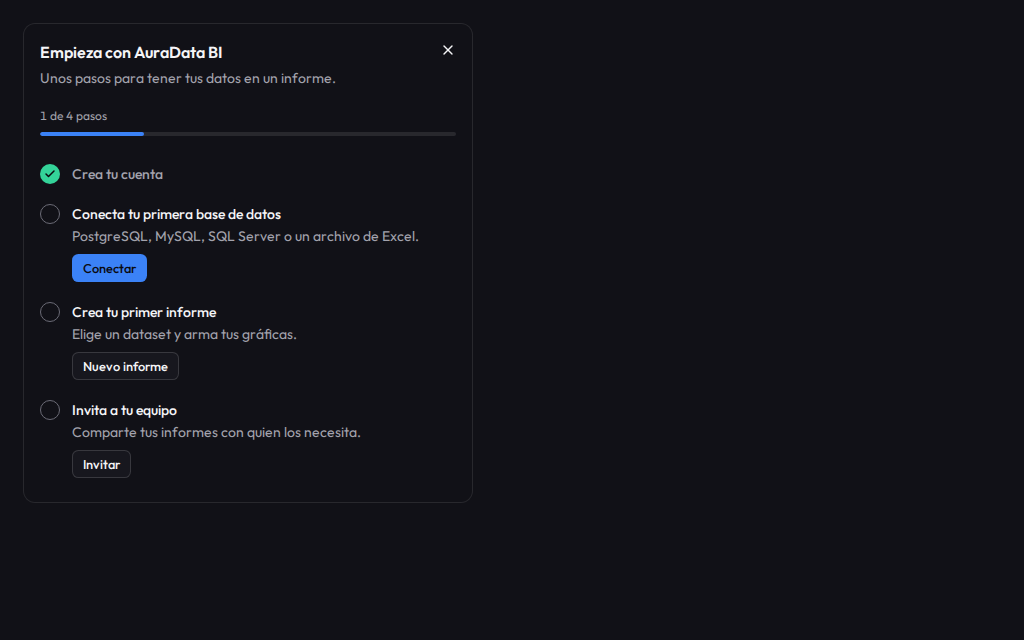 Empieza con AuraData BI
Unos pasos para tener tus datos en un informe.
1 de 4 pasos
Crea tu cuenta
Conecta tu primera base de datos
PostgreSQL, MySQL, SQL Server o un archivo de Excel.
Conectar
Crea tu primer informe
Elige un dataset y arma tus gráficas.
Nuevo informe
Invita a tu equipo
Comparte tus informes con quien los necesita.
Invitar